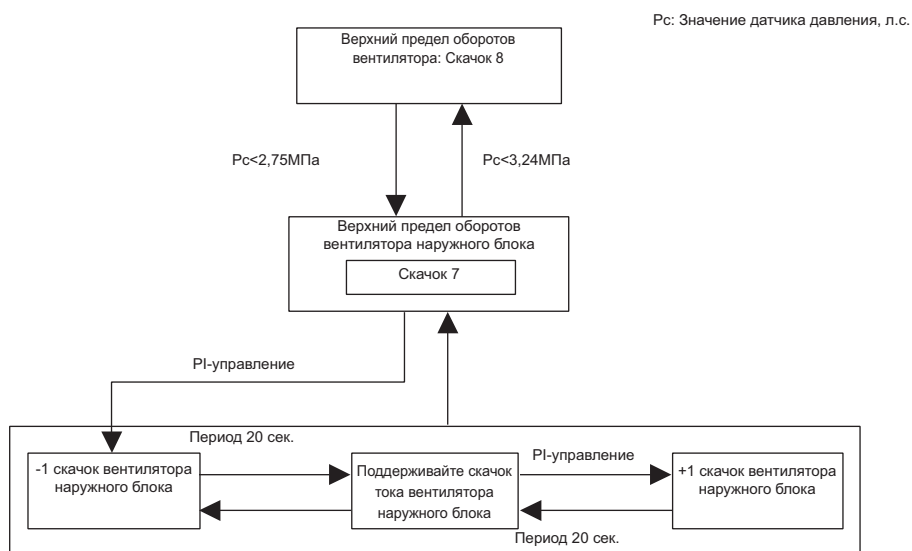 Pc: Значение датчика давления, л.с.
Верхний предел оборотов
вентилятора: Скачок 8
Pc<2,75МПа
Pc<3,24МПа
Верхний предел оборотов
вентилятора наружного блока
Скачок 7
PI-управление
Период 20 сек.
-1 скачок вентилятора
наружного блока
Поддерживайте скачок
тока вентилятора
наружного блока
PI-управление
+1 скачок вентилятора
наружного блока
Период 20 сек.